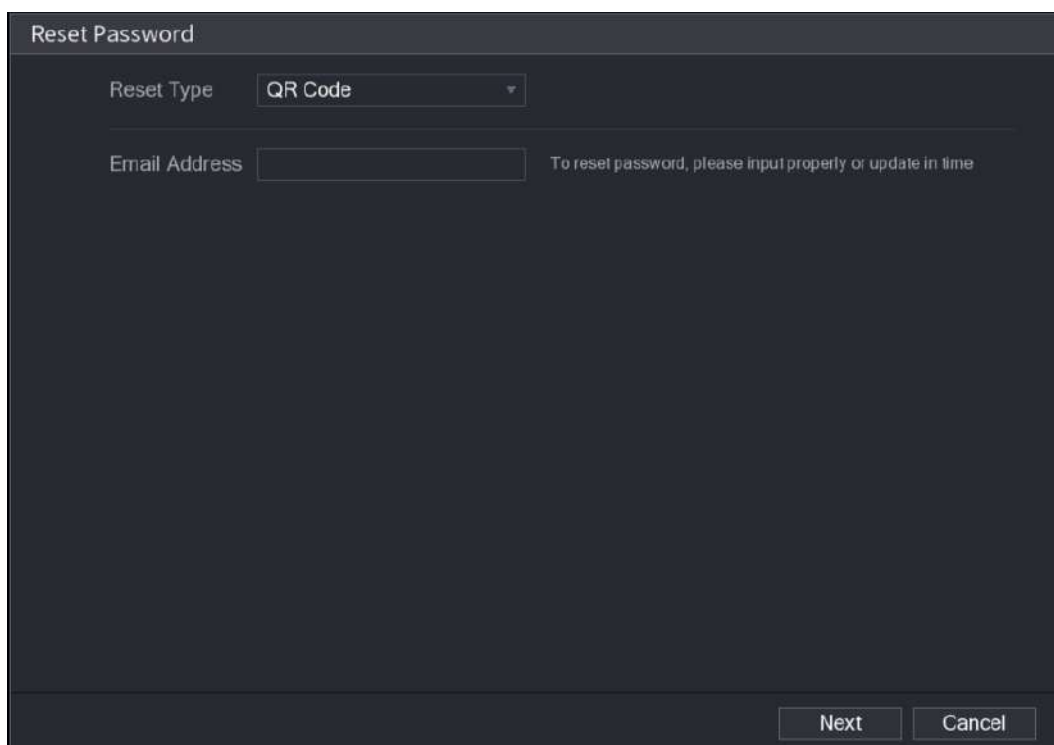 Reset Password
Reset Type QR Code
Email Address To reset password, please input properly or update in time
Next Cancel